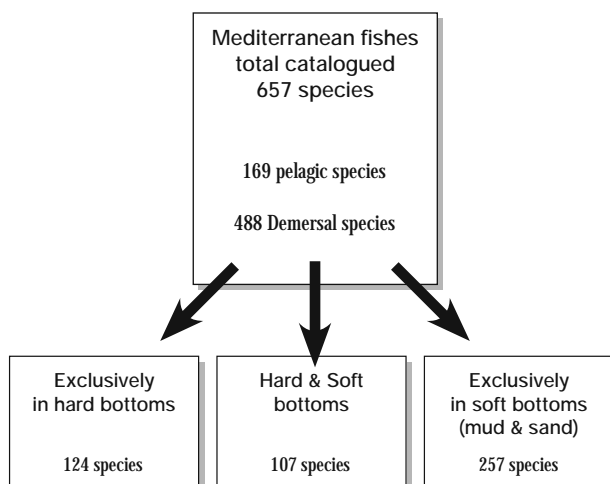 Mediterranean fishes
total catalogued
657 species
169 pelagic species
488 Demersal species
Exclusively
in hard bottoms
124 species
Hard & Soft
bottoms
107 species
Exclusively
in soft bottoms
(mud & sand)
257 species